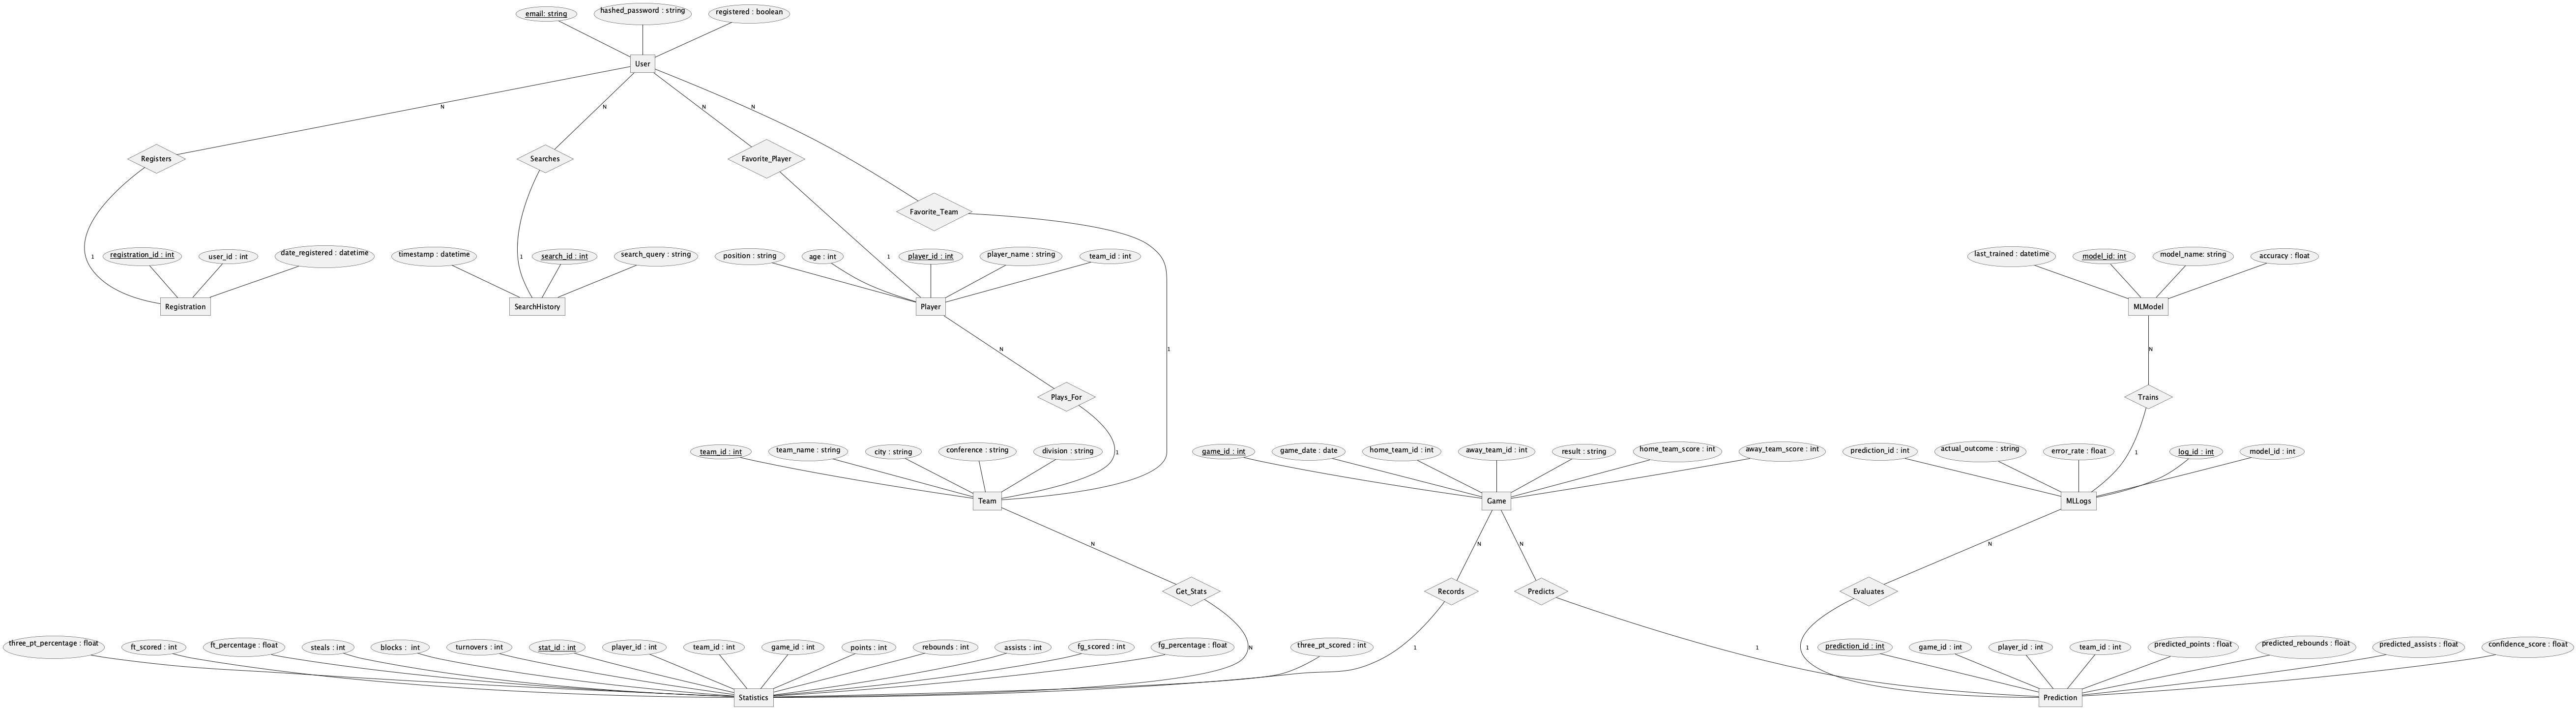 email: string
hashed_password : string
registered : boolean
User
N
N
N
N
Registers
Searches
Favorite_Player
Favorite_Team
registration_id : int
user_id : int
date_registered : datetime
timestamp : datetime
search_id : int
search_query : string
position : string
age : int
player_id : int
player_name : string
team_id : int
last_trained : datetime
model_id: int
model_name: string
accuracy : float
1
1
1
Registration
SearchHistory
Player
MLModel
N
1
N
Plays_For
Trains
team_id : int
team_name : string
city : string
conference : string
division : string
1
game_id : int
game_date : date
home_team_id : int
away_team_id : int
result : string
home_team_score : int
away_team_score : int
prediction_id : int
actual_outcome : string
error_rate : float
1
log_id : int
model_id : int
Team
Game
MLLogs
N
N
N
N
Get_Stats
Records
Predicts
Evaluates
three_pt_percentage : float
ft_scored : int
ft_percentage : float
steals : int
blocks :  int
turnovers : int
stat_id : int
player_id : int
team_id : int
game_id : int
points : int
rebounds : int
assists : int
fg_scored : int
fg_percentage : float
N
three_pt_scored : int
1
1
1
prediction_id : int
game_id : int
player_id : int
team_id : int
predicted_points : float
predicted_rebounds : float
predicted_assists : float
confidence_score : float
Statistics
Prediction